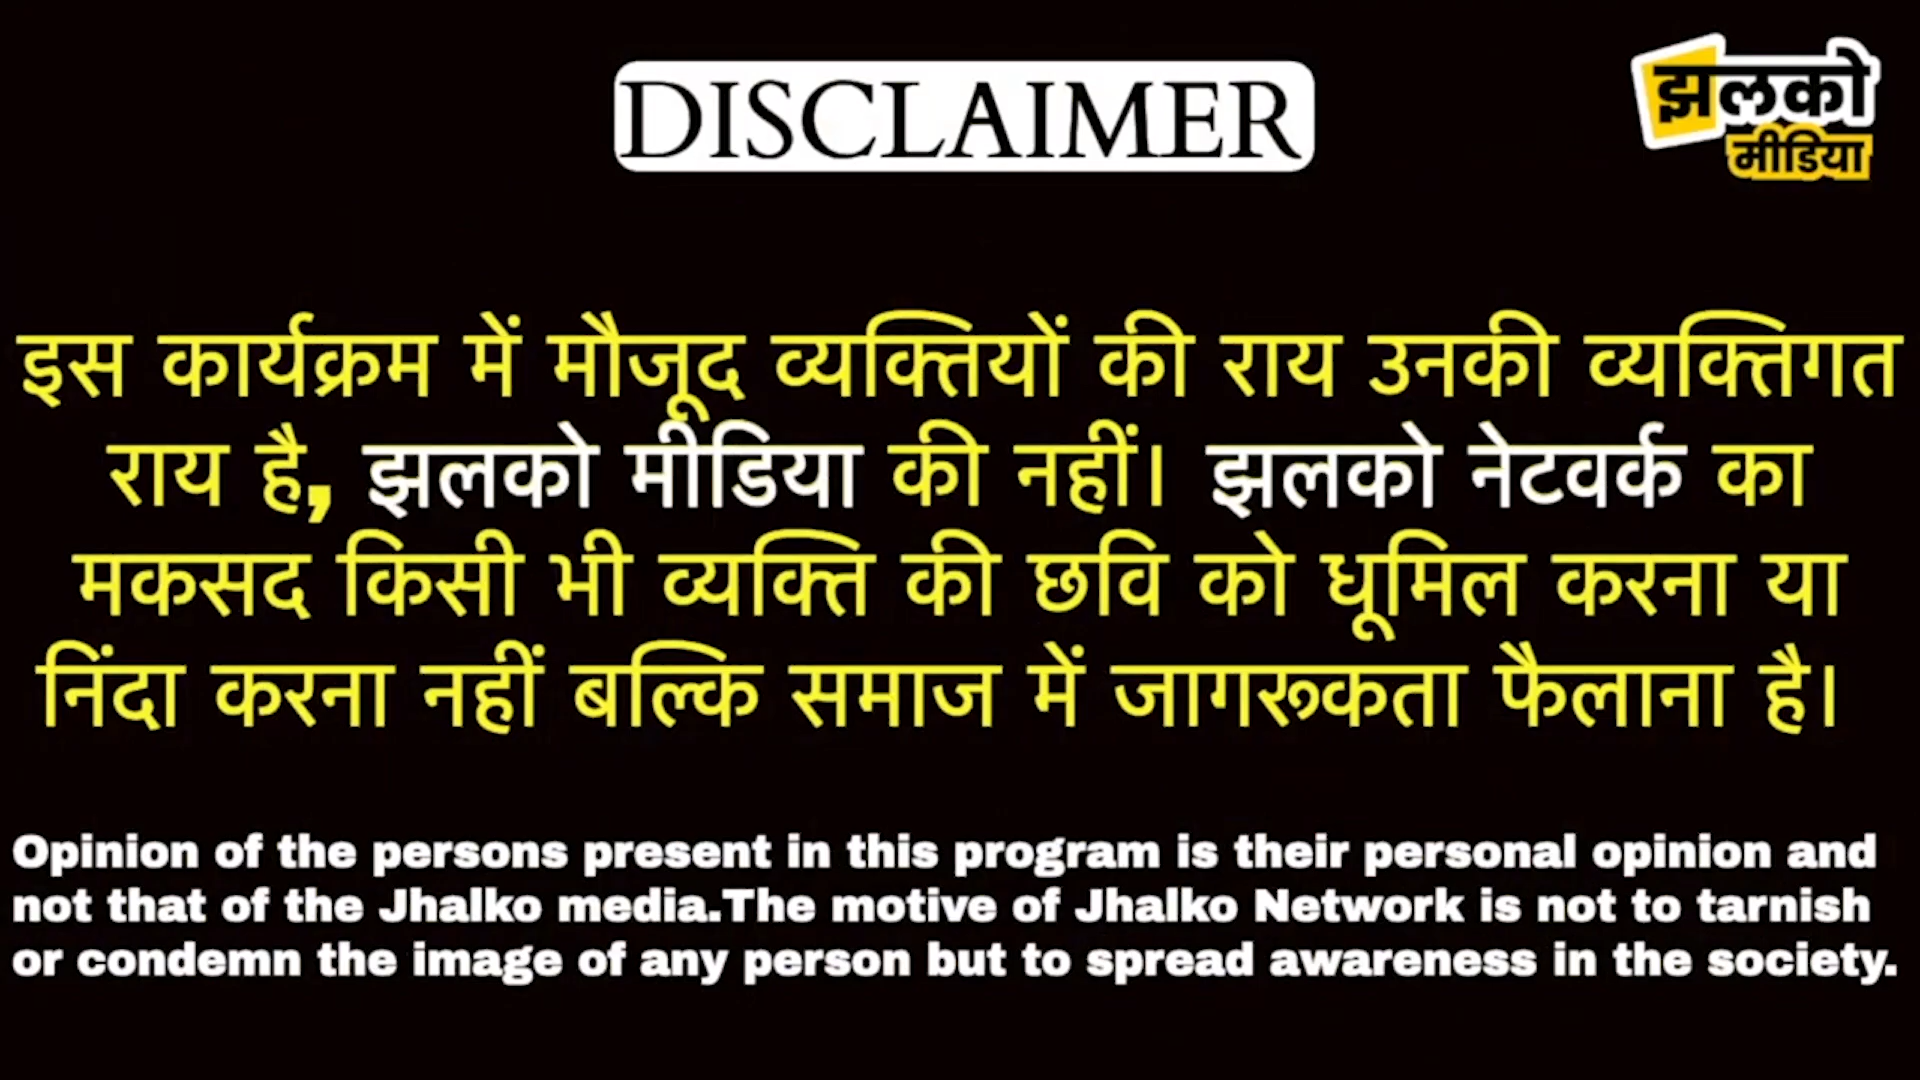 DISCLAIMER
झलको
मीडिया
इस कार्यक्रम में मौजूद व्यक्तियों की राय उनकी व्यक्तिगत
राय है, झलको मीडिया की नहीं। झलको नेटवर्क का
मकसद किसी भी व्यक्ति की छवि को धूमिल करना या
निंदा करना नहीं बल्कि समाज में जागरूकता फैलाना है।
Opinion of the persons present in this program is their personal opinion and
not that of the Jhalko media.The motive of Jhalko Network is not to tarnish
or condemn the image of any person but to spread awareness in the society.